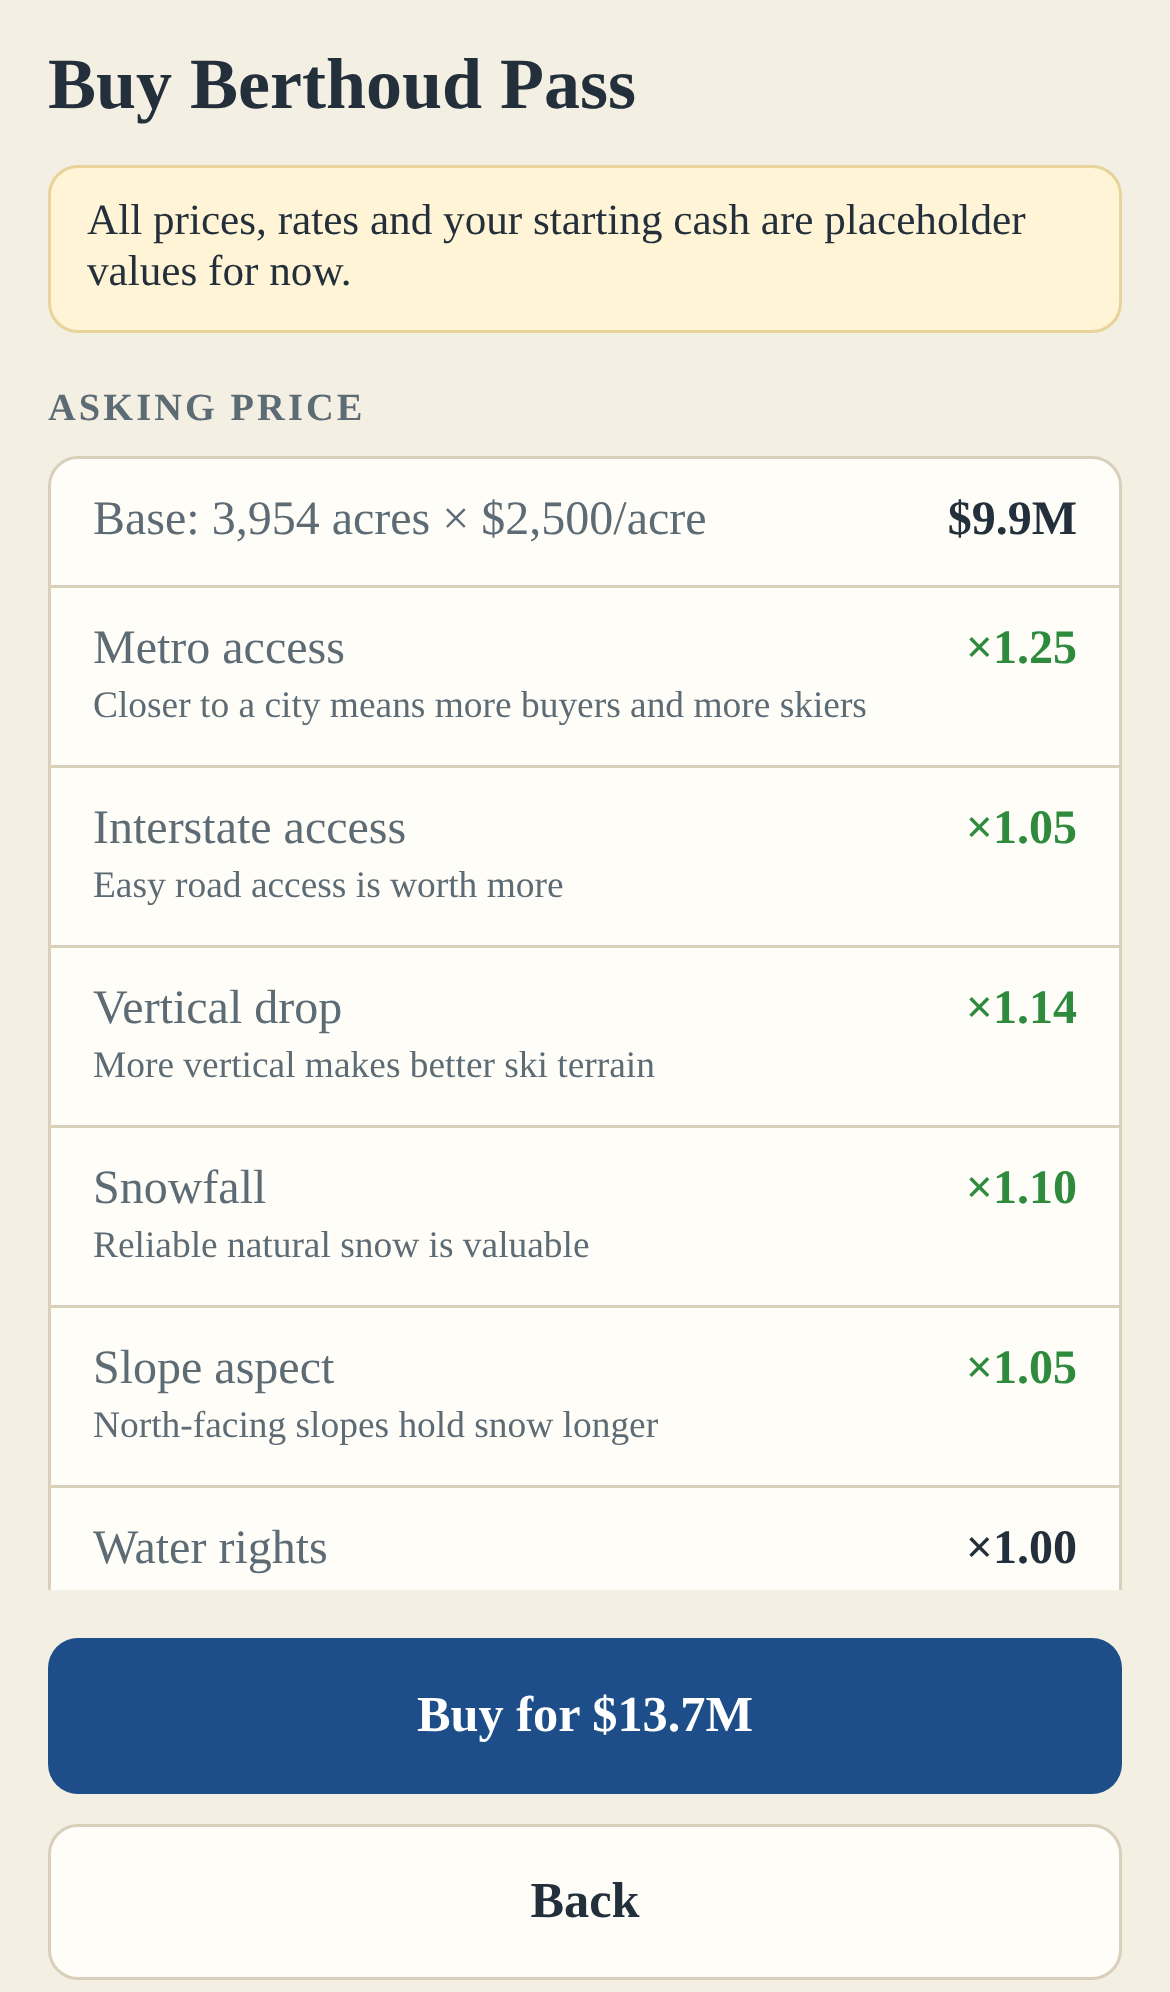 Buy Berthoud Pass
All prices, rates and your starting cash are placeholder
values for now.
ASKING PRICE
Base: 3,954 acres × $2,500/acre $9.9M
Metro access ×1.25
Closer to a city means more buyers and more skiers
Interstate access ×1.05
Easy road access is worth more
Vertical drop ×1.14
More vertical makes better ski terrain
Snowfall ×1.10
Reliable natural snow is valuable
Slope aspect ×1.05
North-facing slopes hold snow longer
Water rights ×1.00
Buy for $13.7M
Back